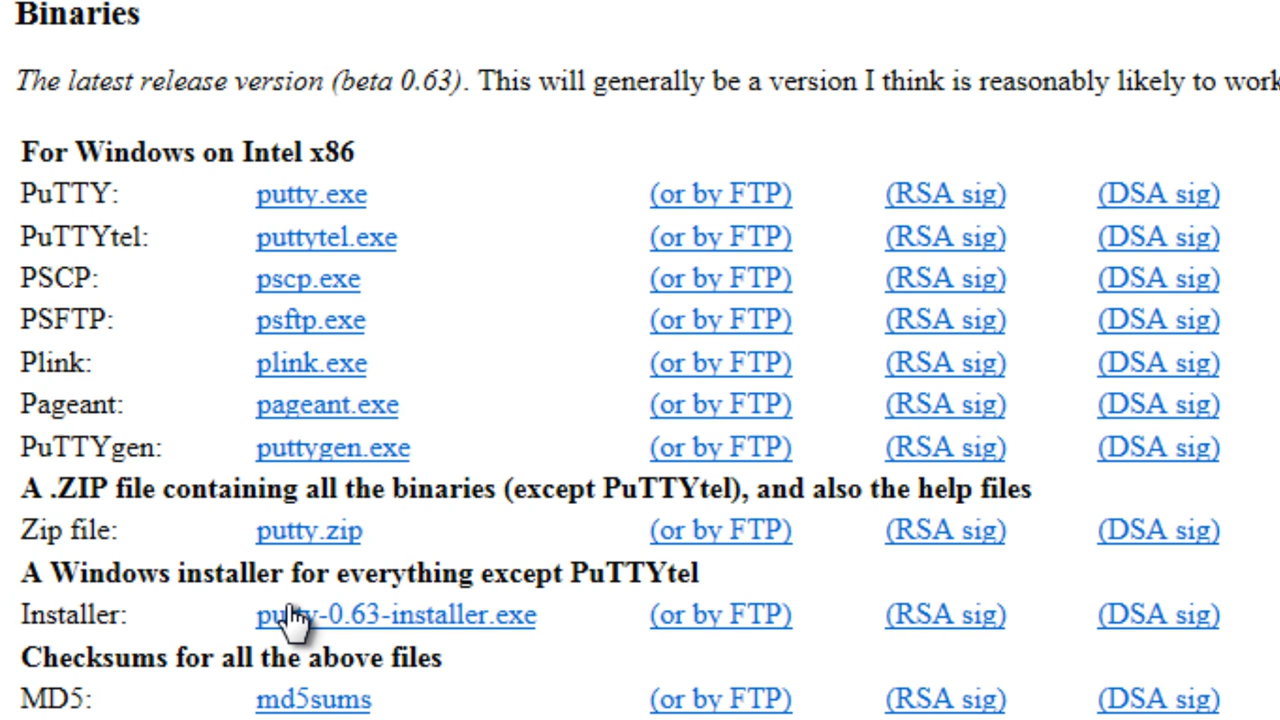 Binaries
The latest release version (beta 0.63). This will generally be a version I think is reasonably likely to work
For Windows on Intel x86
PuTTY: putty.exe (or by FTP) (RSA sig) (DSA sig)
PuTTYtel: puttytel.exe (or by FTP) (RSA sig) (DSA sig)
PSCP: pscp.exe (or by FTP) (RSA sig) (DSA sig)
PSFTP: psftp.exe (or by FTP) (RSA sig) (DSA sig)
Plink: plink.exe (or by FTP) (RSA sig) (DSA sig)
Pageant: pageant.exe (or by FTP) (RSA sig) (DSA sig)
PuTTYgen: puttygen.exe (or by FTP) (RSA sig) (DSA sig)
A .ZIP file containing all the binaries (except PuTTYtel), and also the help files
Zip file: putty.zip (or by FTP) (RSA sig) (DSA sig)
A Windows installer for everything except PuTTYtel
Installer: putty-0.63-installer.exe (or by FTP) (RSA sig) (DSA sig)
Checksums for all the above files
MD5: md5sums (or by FTP) (RSA sig) (DSA sig)